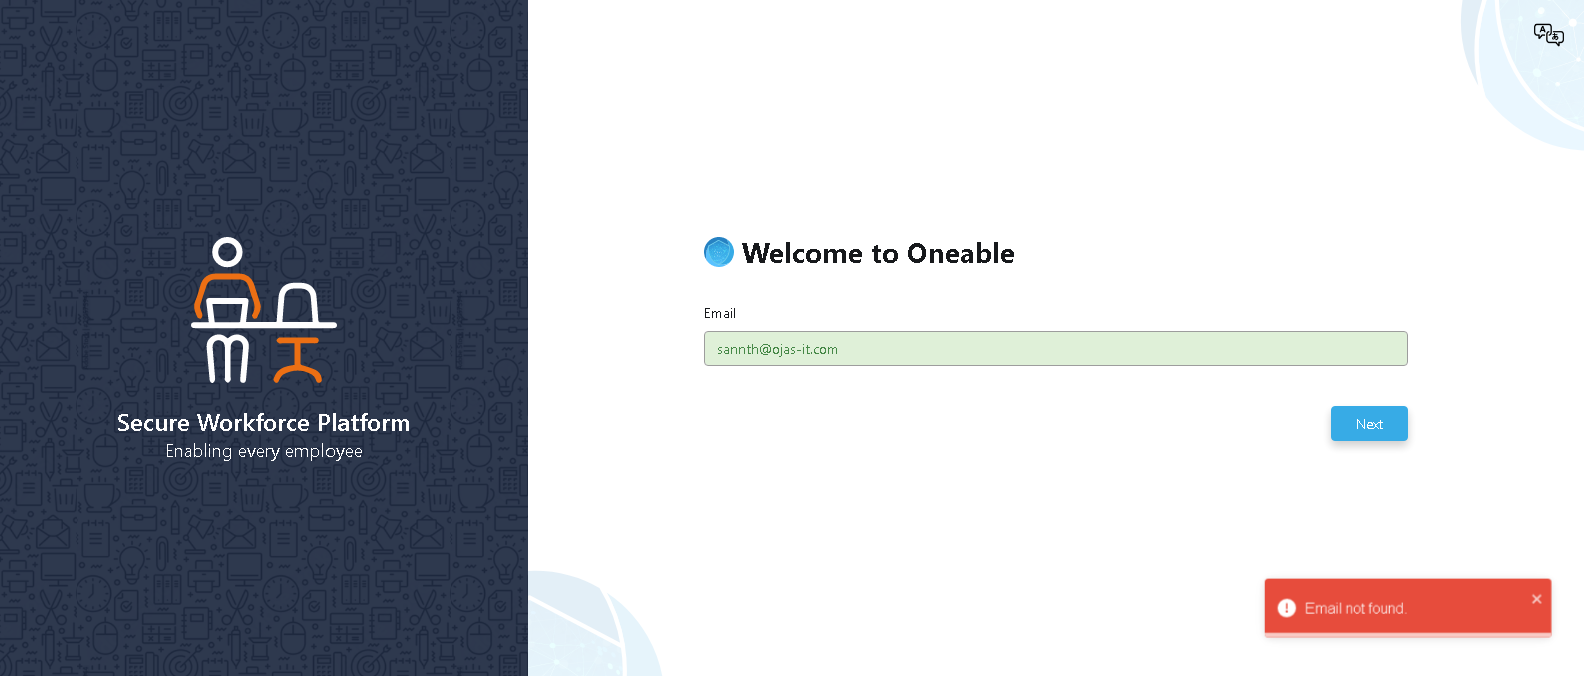 Secure Workforce Platform
Enabling every employee
Welcome to Oneable
Email
sannth@ojas-it.com
Next
Email not found.